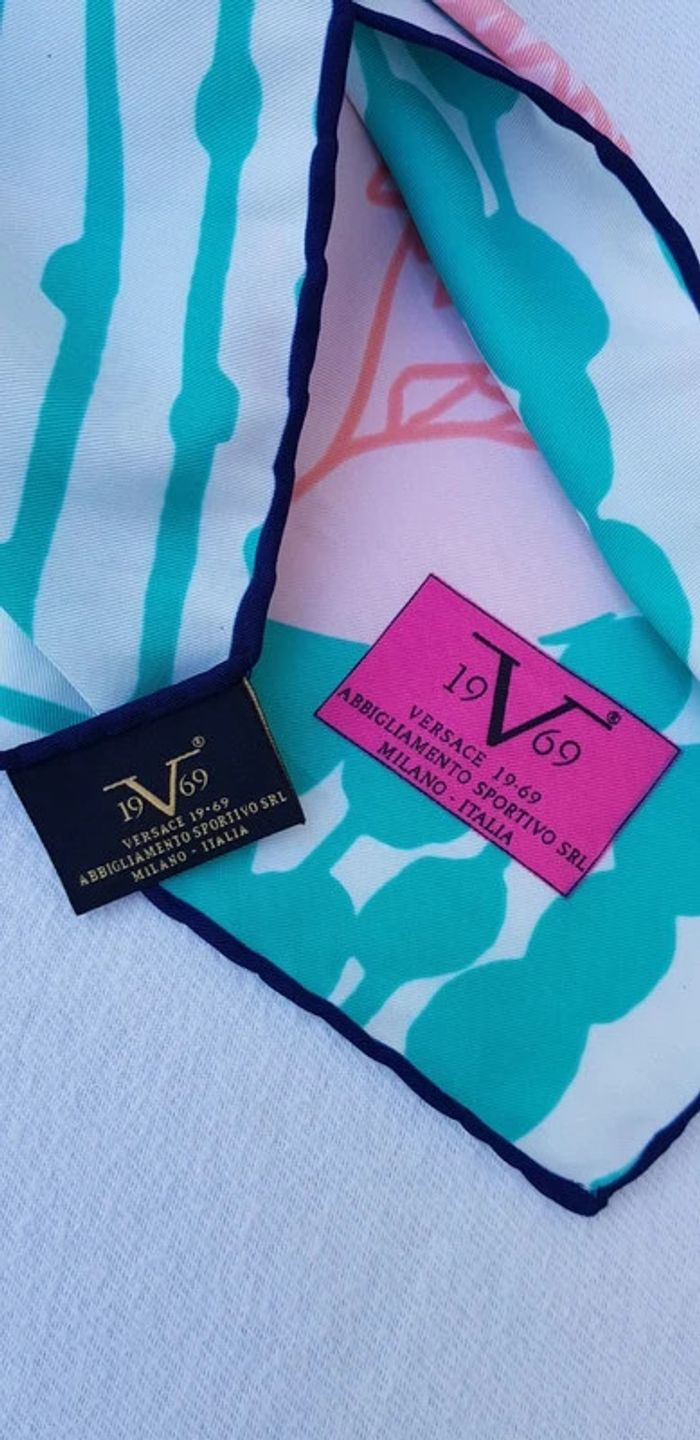 19V69®
VERSACE 19•69
ABBIGLIAMENTO SPORTIVO SRL
MILANO - ITALIA
19V69®
VERSACE 19·69
ABBIGLIAMENTO SPORTIVO SRL
MILANO - ITALIA